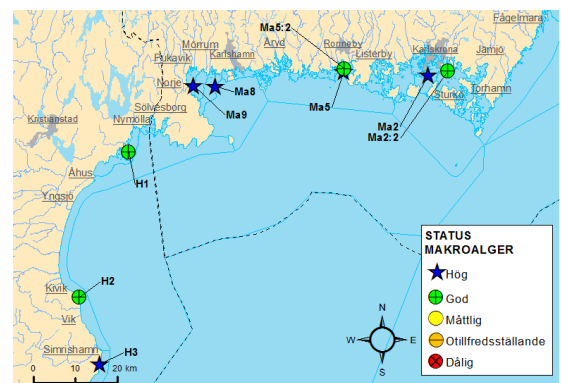 Fågelmara
Ma5:2
Mörrum
Åryd
Ronneby
Karlskrona
Jämjö
Pukavik
Karlshamn
Listerby
Norje
Ma8
Sturkö
Torhamn
Sölvesborg
Ma9
Ma5
Ma2
Kristianstad
Nymölla
Ma2:2
Åhus
H1
Yngsjö
STATUS
MAKROALGER
Hög
Kivik
H2
God
N
Vik
Måttlig
W
E
Otillfredsställande
Simrishamn
H3
S
Dålig
0
10
20 km